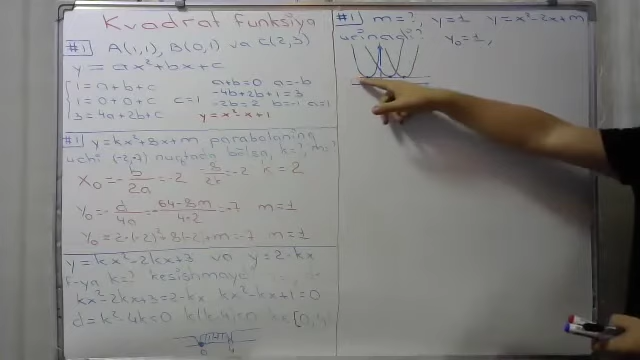 Kvadrat funksiya
#1 A(1,1), B(0,1) va C(2,3)
y = ax²+bx+c
1=a+b+c
1=0+0+c c=1
3=4a+2b+c
a+b=0 a=-b
-4b+2b+1=3
-2b=2 b=-1 a=1
y=x²-x+1
#1 y=kx²+8x+m parabolaning
uchi (-2,-7) nuqtada bo'lsa, k=?, m=?
X₀=-b/2a=-2 8/2k=-2 k=2
y₀=-d/4a=-64-8m/4·2=-7 m=1
y₀=2·(-2)²+8(-2)+m=-7 m=1
y=kx²-2kx+3 va y=2-kx
f-ya k=? kesishmayd
kx²-2kx+3=2-kx kx²-kx+1=0
d=k²-4k=0 k(k-4)=0
0 4
#1 m=?, y=1 y=x²-2x+m
urinadi? y₀=1,